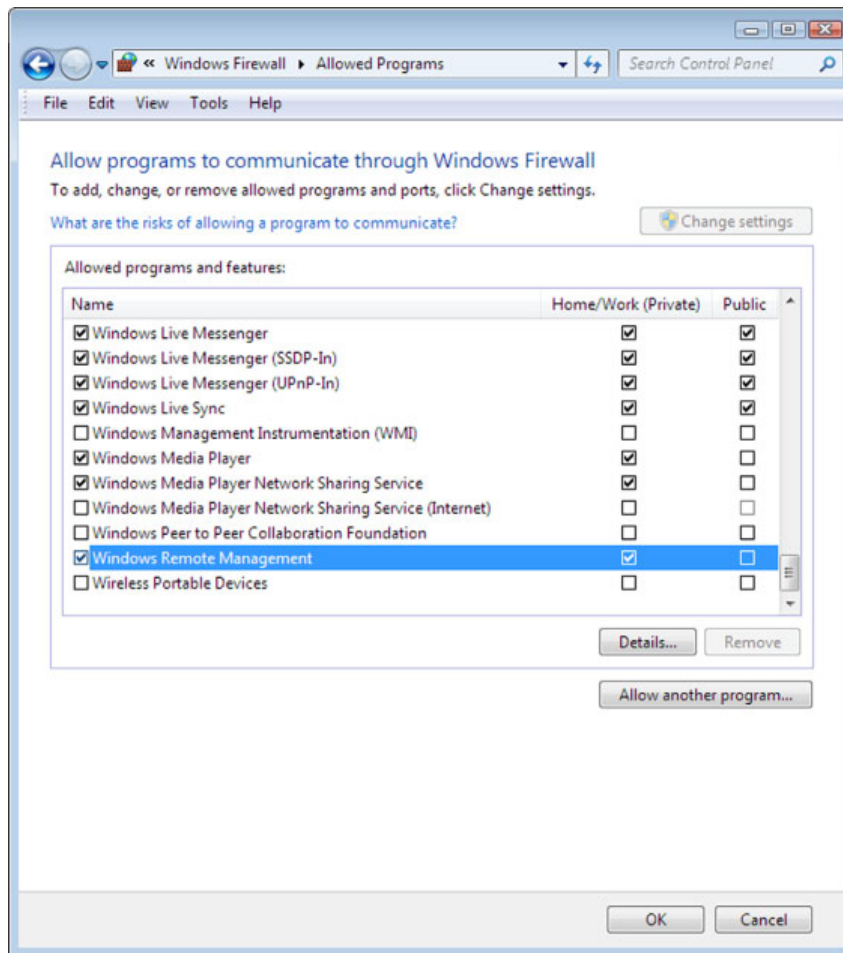 « Windows Firewall ▸ Allowed Programs
Search Control Panel
File Edit View Tools Help
Allow programs to communicate through Windows Firewall
To add, change, or remove allowed programs and ports, click Change settings.
What are the risks of allowing a program to communicate?
Change settings
Allowed programs and features:
Name Home/Work (Private) Public
Windows Live Messenger
Windows Live Messenger (SSDP-In)
Windows Live Messenger (UPnP-In)
Windows Live Sync
Windows Management Instrumentation (WMI)
Windows Media Player
Windows Media Player Network Sharing Service
Windows Media Player Network Sharing Service (Internet)
Windows Peer to Peer Collaboration Foundation
Windows Remote Management
Wireless Portable Devices
Details... Remove
Allow another program...
OK Cancel